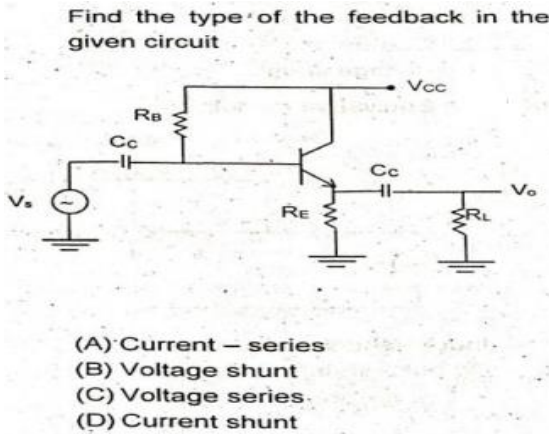 Find the type of the feedback in the
given circuit
Vcc
RB
Cc
Cc
Vs
~
Vo
RE
RL
(A) Current – series
(B) Voltage shunt
(C) Voltage series
(D) Current shunt